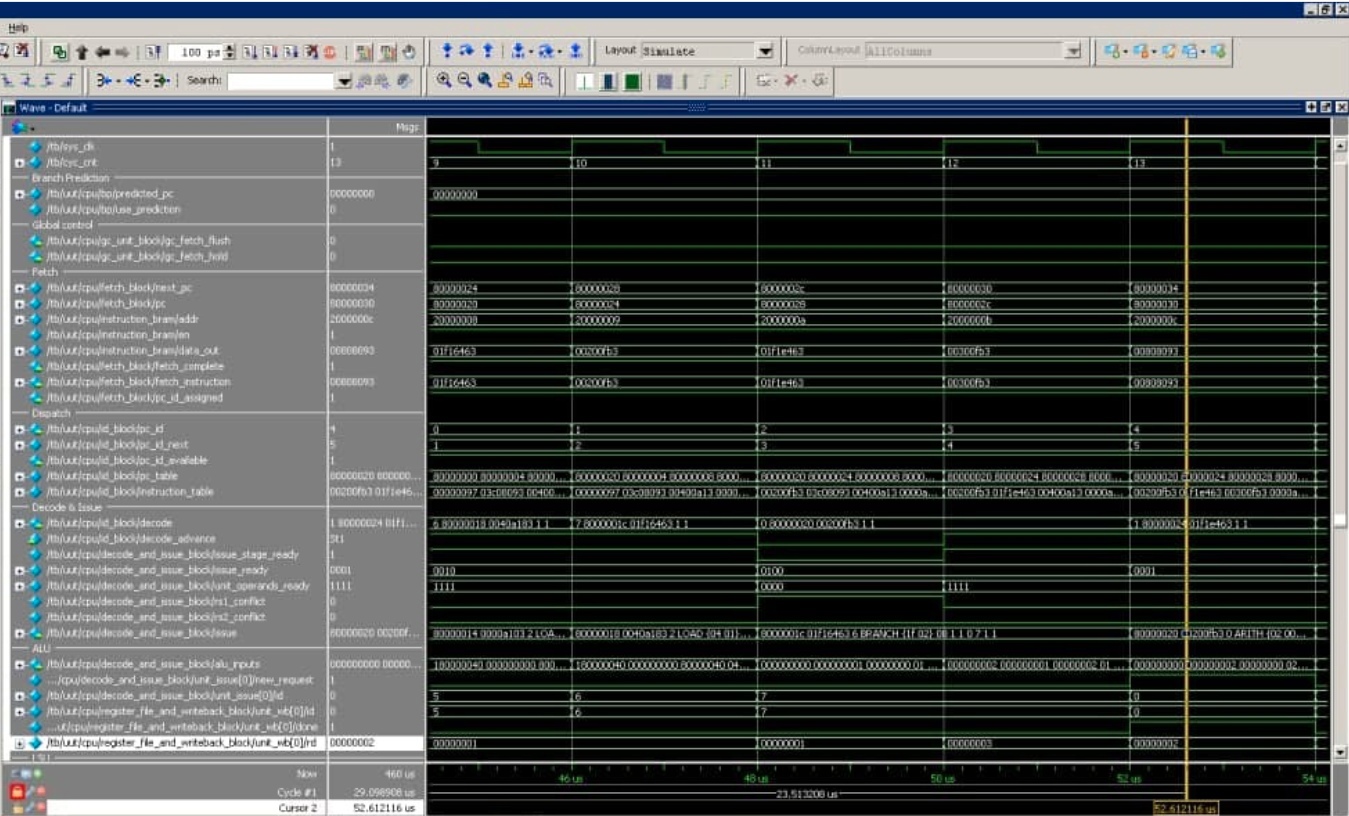 Help
100 ps Layout Simulate ColumnLayout AllColumns
Search:
Wave - Default
Msgs
/tb/sys_clk 1
/tb/cyc_cnt 13 9 10 11 12 13
Branch Prediction
/tb/uut/cpu/bp/predicted_pc 00000000 00000000
/tb/uut/cpu/bp/use_prediction 0
Global control
/tb/uut/cpu/gc_unit_block/gc_fetch_flush 0
/tb/uut/cpu/gc_unit_block/gc_fetch_hold 0
Fetch
/tb/uut/cpu/fetch_block/next_pc 80000034 80000024 80000028 8000002c 80000030 80000034
/tb/uut/cpu/fetch_block/pc 80000030 80000020 80000024 80000028 8000002c 80000030
/tb/uut/cpu/instruction_bram/addr 2000000c 20000008 20000009 2000000a 2000000b 2000000c
/tb/uut/cpu/instruction_bram/en 1
/tb/uut/cpu/instruction_bram/data_out 00808093 01f16463 00200fb3 01f1e463 00300fb3 00808093
/tb/uut/cpu/fetch_block/fetch_complete 1
/tb/uut/cpu/fetch_block/fetch_instruction 00808093 01f16463 00200fb3 01f1e463 00300fb3 00808093
/tb/uut/cpu/fetch_block/pc_id_assigned 1
Dispatch
/tb/uut/cpu/id_block/pc_id 4 0 1 2 3 4
/tb/uut/cpu/id_block/pc_id_next 5 1 2 3 4 5
/tb/uut/cpu/id_block/pc_id_available 1
/tb/uut/cpu/id_block/pc_table 80000020 800000... 80000000 80000004 80000... 80000020 80000004 80000008 8000... 80000020 80000024 80000008 8000... 80000020 80000024 80000028 8000... 80000020 80000024 80000028 8000...
/tb/uut/cpu/id_block/instruction_table 00200fb3 01f1e46... 00000097 03c08093 00400... 00000097 03c08093 00400a13 0000... 00200fb3 03c08093 00400a13 0000a... 00200fb3 01f1e463 00400a13 0000a... 00200fb3 01f1e463 00300fb3 0000a...
Decode & Issue
/tb/uut/cpu/id_block/decode 1 80000024 01f1... 6 80000018 0040a183 1 1 7 8000001c 01f16463 1 1 0 80000020 00200fb3 1 1 1 80000024 01f1e463 1 1
/tb/uut/cpu/id_block/decode_advance St1
/tb/uut/cpu/decode_and_issue_block/issue_stage_ready 1
/tb/uut/cpu/decode_and_issue_block/issue_ready 0001 0010 0100 0001
/tb/uut/cpu/decode_and_issue_block/unit_operands_ready 1111 1111 0000 1111
/tb/uut/cpu/decode_and_issue_block/rs1_conflict 0
/tb/uut/cpu/decode_and_issue_block/rs2_conflict 0
/tb/uut/cpu/decode_and_issue_block/issue 80000020 00200f... 80000014 0000a103 2 LOA... 80000018 0040a183 2 LOAD {04 01}... 8000001c 01f16463 6 BRANCH {1f 02} 08 1 1 0 7 1 1 80000020 00200fb3 0 ARITH {02 00...
ALU
/tb/uut/cpu/decode_and_issue_block/alu_inputs 000000000 00000... 180000040 000000000 800... 180000040 000000000 80000040 04... 000000000 000000001 00000000 01 ... 000000002 000000001 00000002 01 ... 000000000 000000002 00000000 02...
.../cpu/decode_and_issue_block/unit_issue[0]/new_request 1
/tb/uut/cpu/decode_and_issue_block/unit_issue[0]/id 0 5 6 7 0
/tb/uut/cpu/register_file_and_writeback_block/unit_wb[0]/id 0 5 6 7 0
...ut/cpu/register_file_and_writeback_block/unit_wb[0]/done 1
/tb/uut/cpu/register_file_and_writeback_block/unit_wb[0]/rd 00000002 00000001 00000001 00000003 00000002
LSU
Now 460 us 46 us 48 us 50 us 52 us 54 us
Cycle #1 29.098908 us 23.513208 us
Cursor 2 52.612116 us 52.612116 us